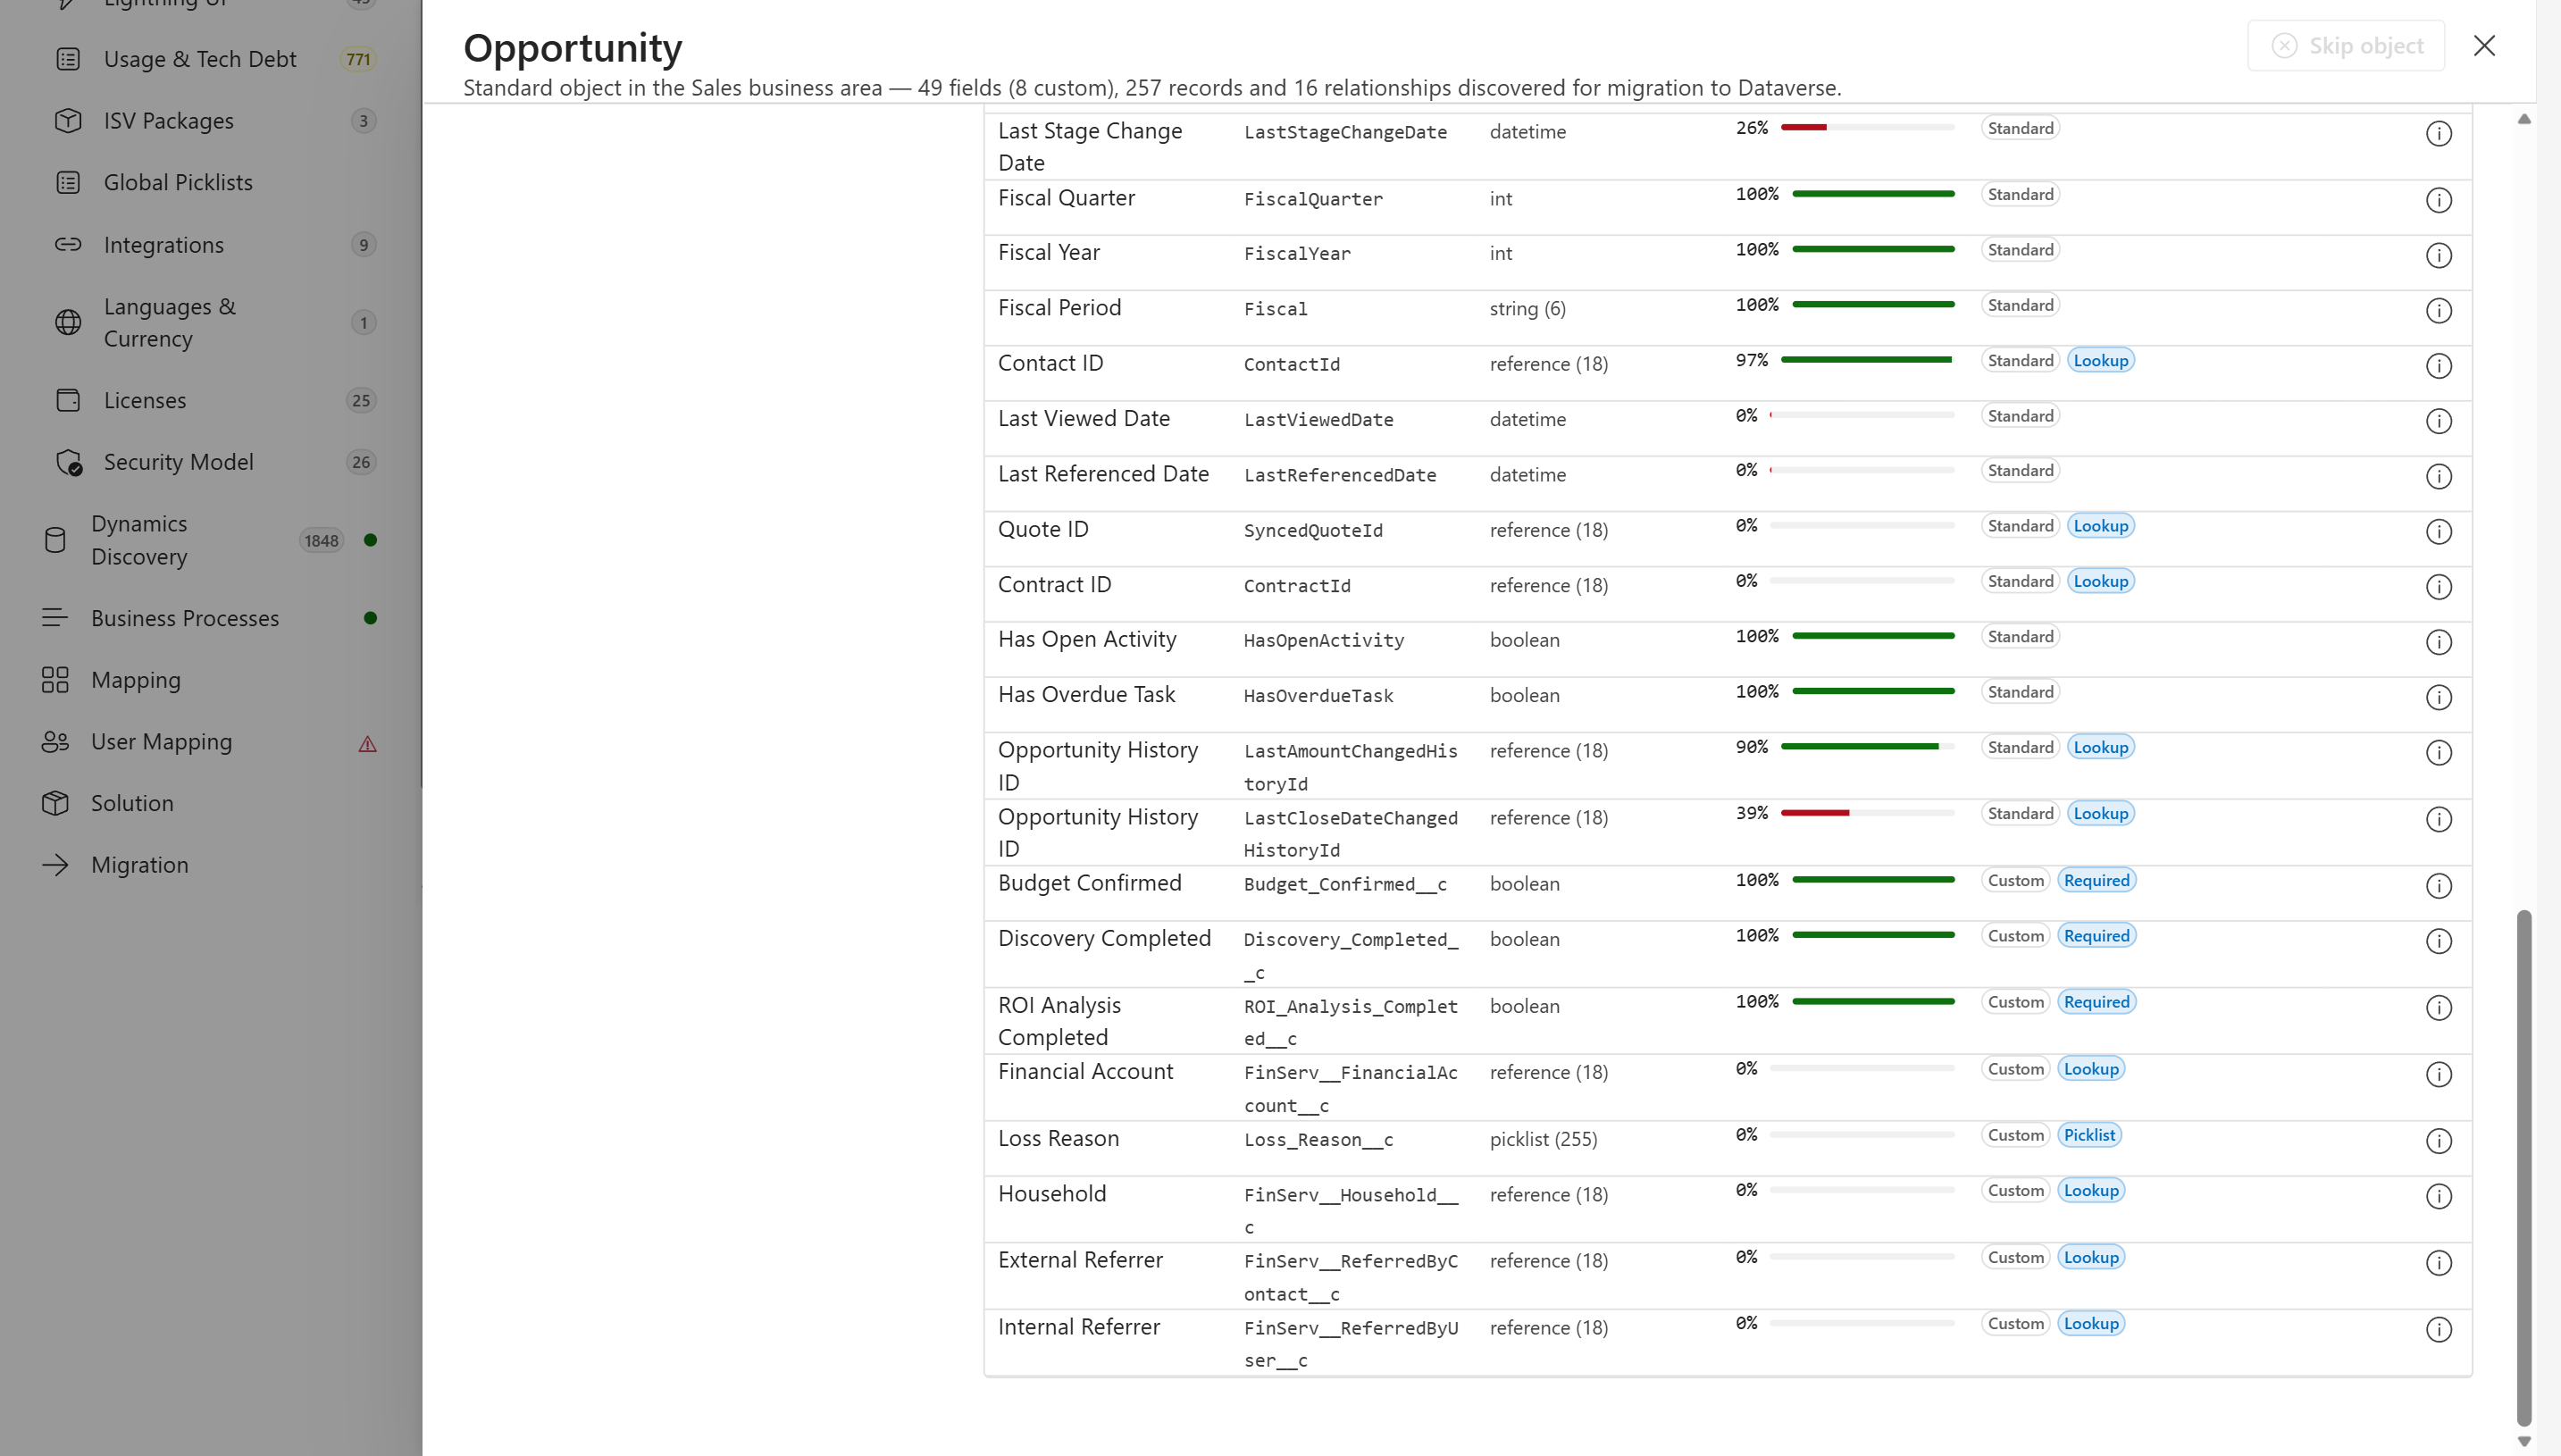 Usage & Tech Debt 771
ISV Packages 3
Global Picklists
Integrations 9
Languages &
Currency 1
Licenses 25
Security Model 26
Dynamics
Discovery 1848
Business Processes
Mapping
User Mapping
Solution
Migration
Opportunity
Skip object
Standard object in the Sales business area — 49 fields (8 custom), 257 records and 16 relationships discovered for migration to Dataverse.
Last Stage Change LastStageChangeDate datetime 26% Standard
Date
Fiscal Quarter FiscalQuarter int 100% Standard
Fiscal Year FiscalYear int 100% Standard
Fiscal Period Fiscal string (6) 100% Standard
Contact ID ContactId reference (18) 97% Standard Lookup
Last Viewed Date LastViewedDate datetime 0% Standard
Last Referenced Date LastReferencedDate datetime 0% Standard
Quote ID SyncedQuoteId reference (18) 0% Standard Lookup
Contract ID ContractId reference (18) 0% Standard Lookup
Has Open Activity HasOpenActivity boolean 100% Standard
Has Overdue Task HasOverdueTask boolean 100% Standard
Opportunity History LastAmountChangedHis reference (18) 90% Standard Lookup
ID toryId
Opportunity History LastCloseDateChanged reference (18) 39% Standard Lookup
ID HistoryId
Budget Confirmed Budget_Confirmed__c boolean 100% Custom Required
Discovery Completed Discovery_Completed_ boolean 100% Custom Required
_c
ROI Analysis ROI_Analysis_Complet boolean 100% Custom Required
Completed ed__c
Financial Account FinServ__FinancialAc reference (18) 0% Custom Lookup
count__c
Loss Reason Loss_Reason__c picklist (255) 0% Custom Picklist
Household FinServ__Household__ reference (18) 0% Custom Lookup
c
External Referrer FinServ__ReferredByC reference (18) 0% Custom Lookup
ontact__c
Internal Referrer FinServ__ReferredByU reference (18) 0% Custom Lookup
ser__c